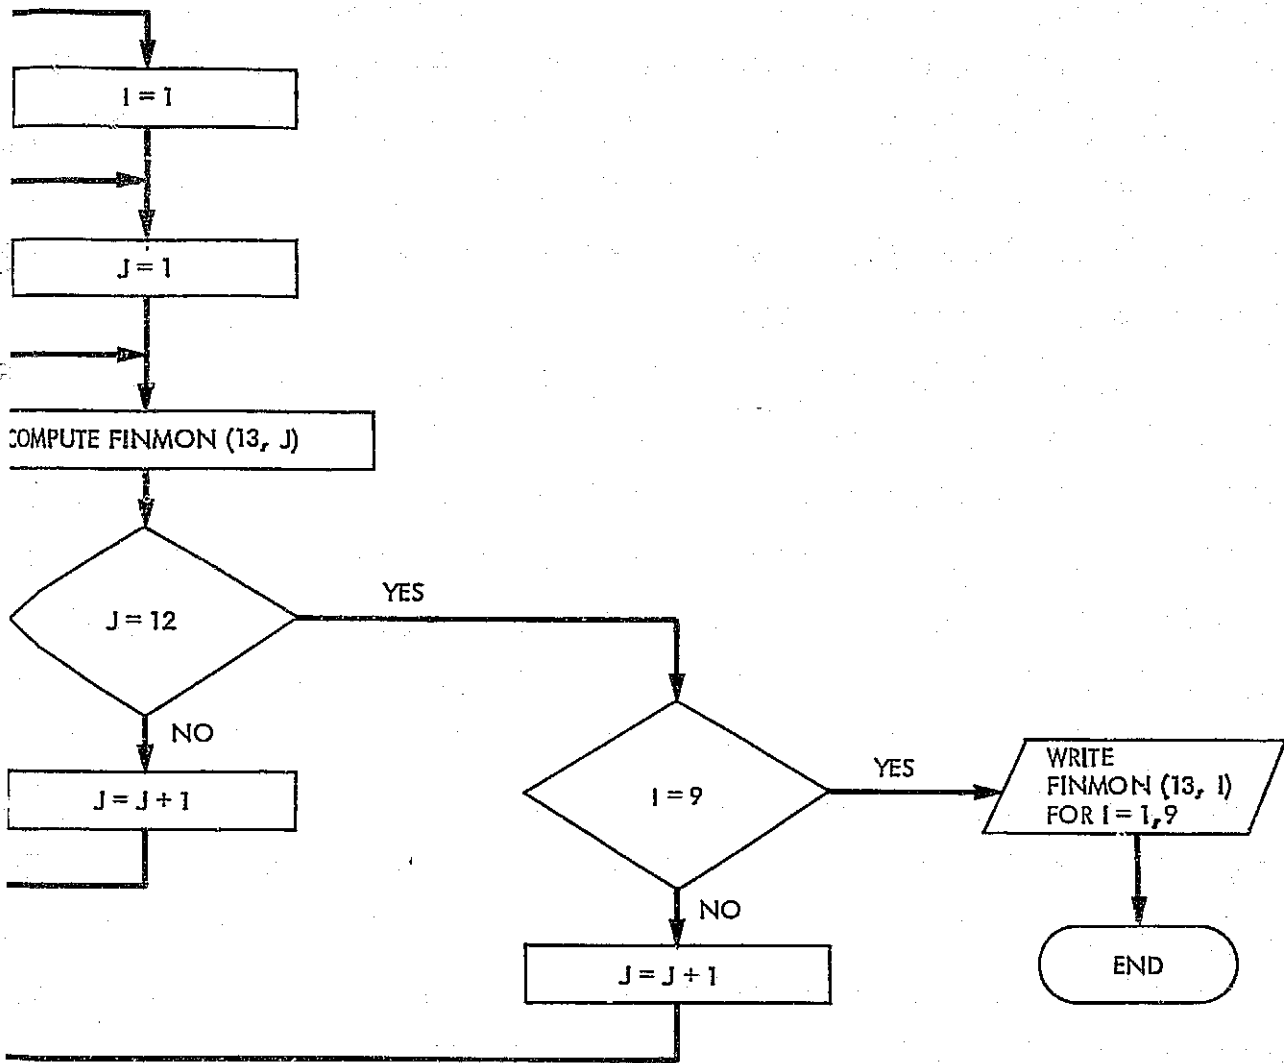 I = 1
J = 1
COMPUTE FINMON (13, J)
J = 12
YES
NO
J = J + 1
I = 9
YES
WRITE
FINMON (13, I)
FOR I = 1, 9
NO
J = J + 1
END